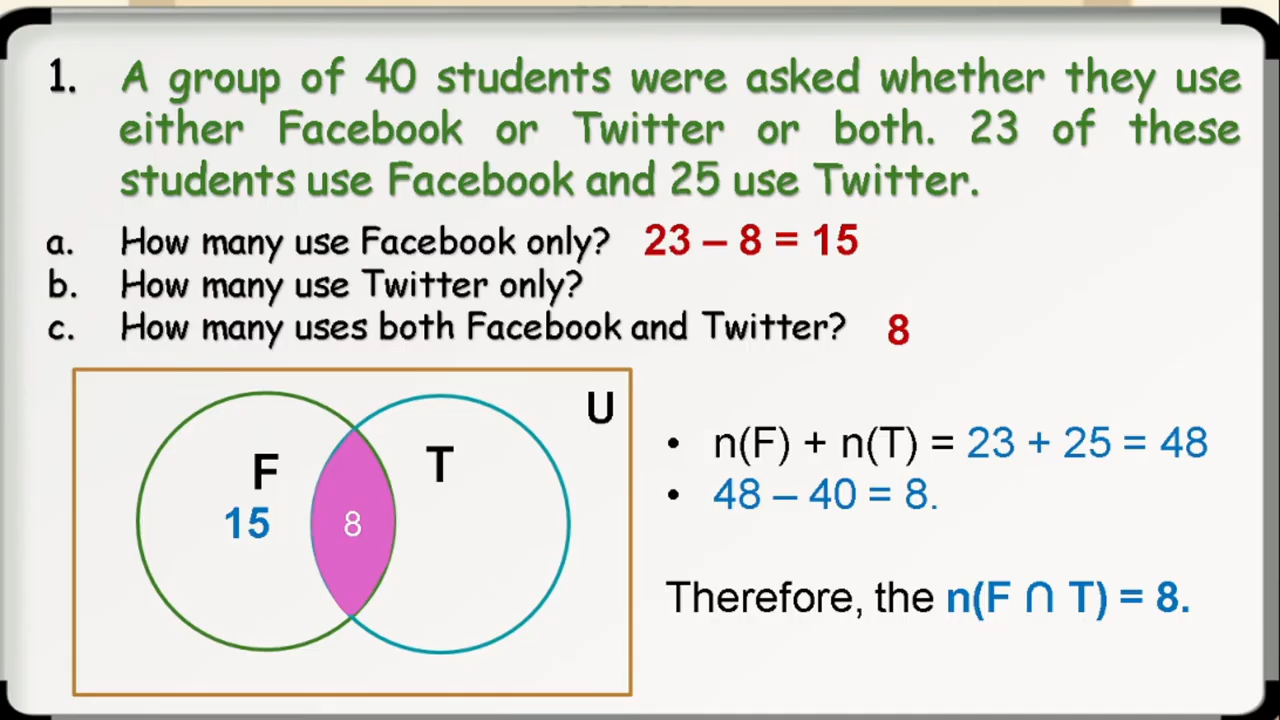 1. A group of 40 students were asked whether they use
either Facebook or Twitter or both. 23 of these
students use Facebook and 25 use Twitter.
a. How many use Facebook only? 23 – 8 = 15
b. How many use Twitter only?
c. How many uses both Facebook and Twitter? 8
U
F T
15 8
• n(F) + n(T) = 23 + 25 = 48
• 48 – 40 = 8.
Therefore, the n(F ∩ T) = 8.